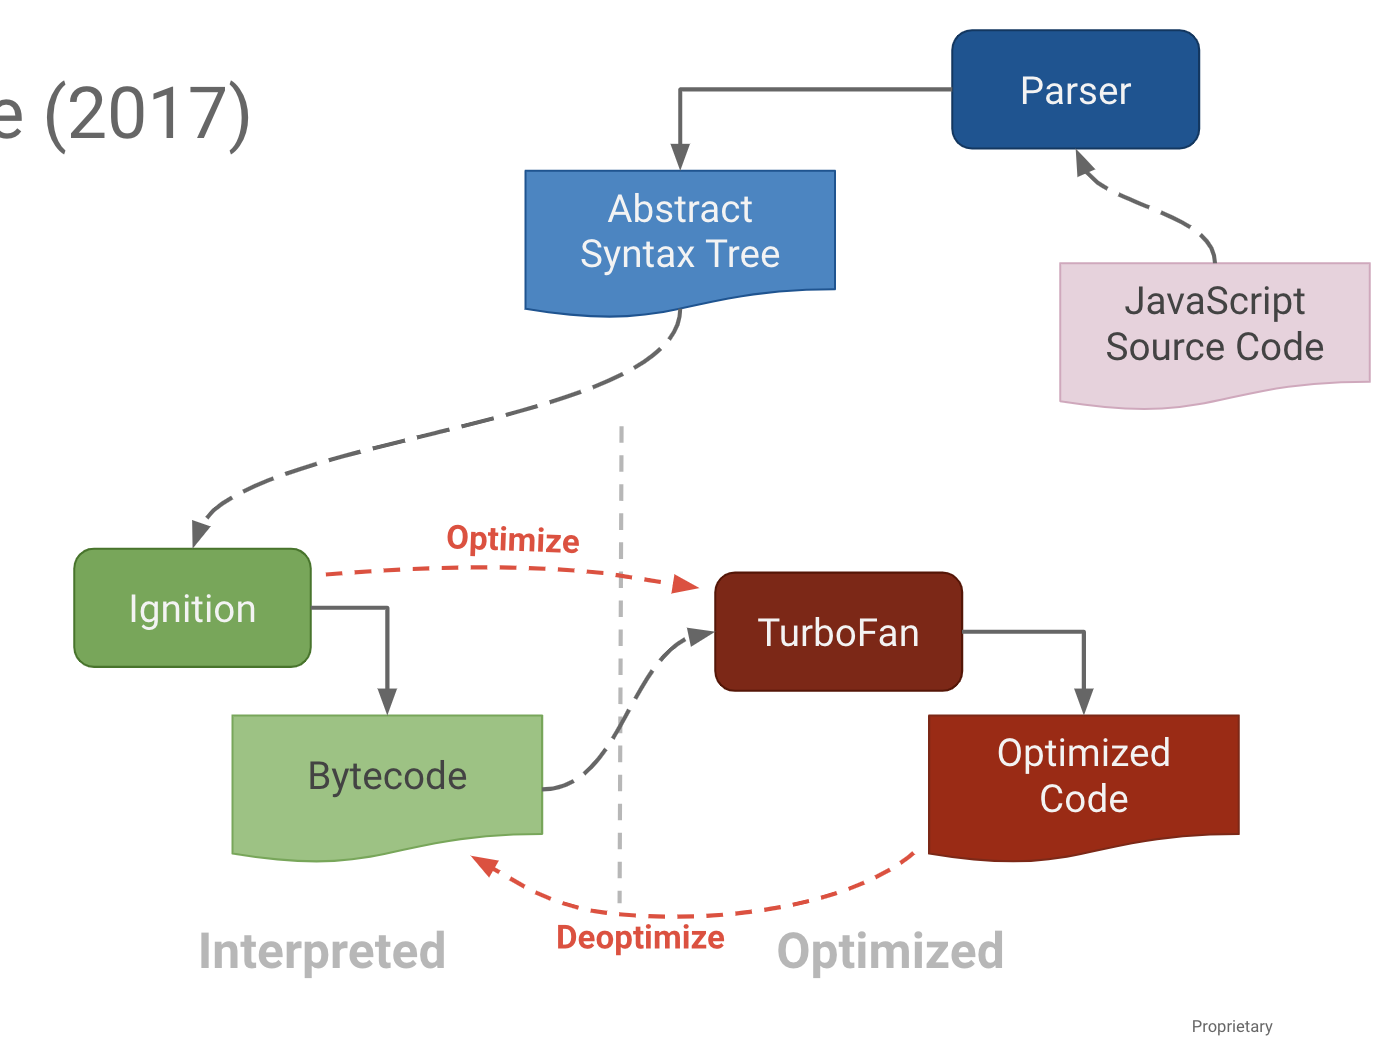 e (2017)
Parser
Abstract
Syntax Tree
JavaScript
Source Code
Optimize
Ignition
TurboFan
Bytecode
Optimized
Code
Deoptimize
Interpreted
Optimized
Proprietary